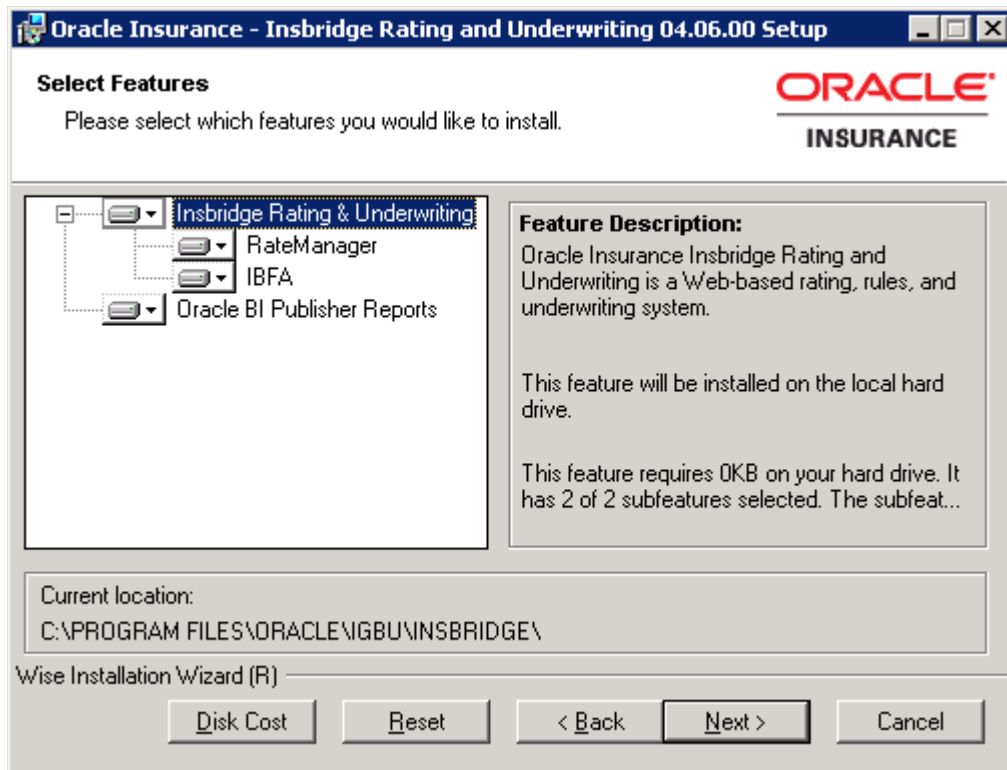 Oracle Insurance - Insbridge Rating and Underwriting 04.06.00 Setup
Select Features
Please select which features you would like to install.
ORACLE
INSURANCE
Insbridge Rating & Underwriting
RateManager
IBFA
Oracle BI Publisher Reports
Feature Description:
Oracle Insurance Insbridge Rating and
Underwriting is a Web-based rating, rules, and
underwriting system.
This feature will be installed on the local hard
drive.
This feature requires 0KB on your hard drive. It
has 2 of 2 subfeatures selected. The subfeat...
Current location:
C:\PROGRAM FILES\ORACLE\IGBU\INSBRIDGE\
Wise Installation Wizard (R)
Disk Cost
Reset
< Back
Next >
Cancel